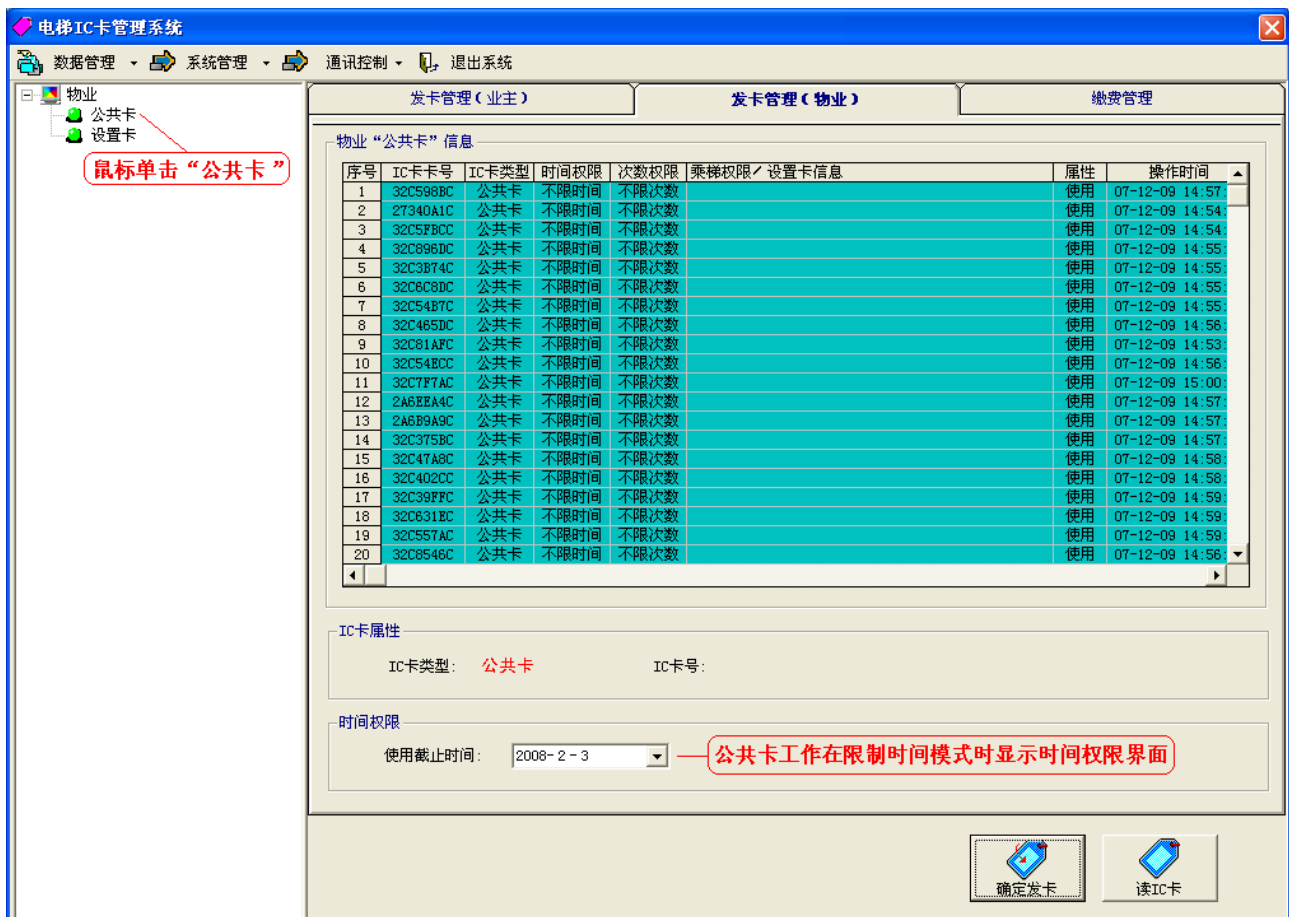 电梯IC卡管理系统
数据管理 系统管理 通讯控制 退出系统
物业
公共卡
设置卡
鼠标单击“公共卡 ”
发卡管理(业主) 发卡管理(物业) 缴费管理
物业“公共卡”信息
序号 IC卡卡号 IC卡类型 时间权限 次数权限 乘梯权限／设置卡信息 属性 操作时间
1 32C598BC 公共卡 不限时间 不限次数 使用 07-12-09 14:57:
2 27340A1C 公共卡 不限时间 不限次数 使用 07-12-09 14:54:
3 32C5FBCC 公共卡 不限时间 不限次数 使用 07-12-09 14:54:
4 32C896DC 公共卡 不限时间 不限次数 使用 07-12-09 14:55:
5 32C3B74C 公共卡 不限时间 不限次数 使用 07-12-09 14:55:
6 32C6C8DC 公共卡 不限时间 不限次数 使用 07-12-09 14:55:
7 32C54B7C 公共卡 不限时间 不限次数 使用 07-12-09 14:55:
8 32C465DC 公共卡 不限时间 不限次数 使用 07-12-09 14:56:
9 32C81AFC 公共卡 不限时间 不限次数 使用 07-12-09 14:53:
10 32C54ECC 公共卡 不限时间 不限次数 使用 07-12-09 14:56:
11 32C7F7AC 公共卡 不限时间 不限次数 使用 07-12-09 15:00:
12 2A6EEA4C 公共卡 不限时间 不限次数 使用 07-12-09 14:57:
13 2A6B9A9C 公共卡 不限时间 不限次数 使用 07-12-09 14:57:
14 32C375BC 公共卡 不限时间 不限次数 使用 07-12-09 14:57:
15 32C47A8C 公共卡 不限时间 不限次数 使用 07-12-09 14:58:
16 32C402CC 公共卡 不限时间 不限次数 使用 07-12-09 14:58:
17 32C39FFC 公共卡 不限时间 不限次数 使用 07-12-09 14:59:
18 32C631EC 公共卡 不限时间 不限次数 使用 07-12-09 14:59:
19 32C557AC 公共卡 不限时间 不限次数 使用 07-12-09 14:59:
20 32C8546C 公共卡 不限时间 不限次数 使用 07-12-09 14:56:
IC卡属性
IC卡类型: 公共卡 IC卡号:
时间权限
使用截止时间: 2008- 2 - 3 公共卡工作在限制时间模式时显示时间权限界面
确定发卡 读IC卡